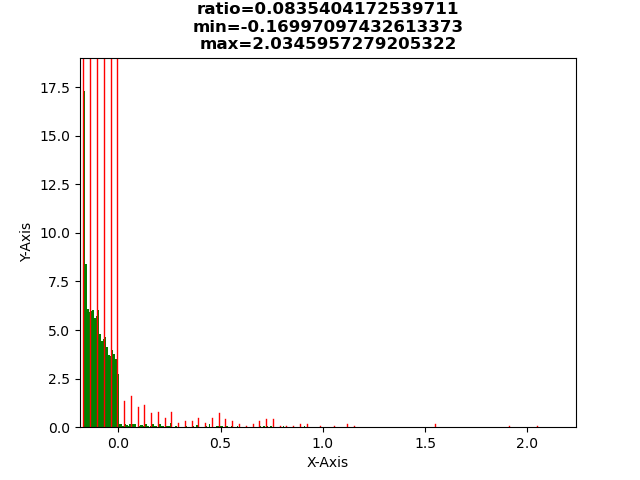 ratio=0.0835404172539711
min=-0.16997097432613373
max=2.0345957279205322
17.5
15.0
12.5
10.0
7.5
5.0
2.5
0.0
Y-Axis
0.0 0.5 1.0 1.5 2.0
X-Axis